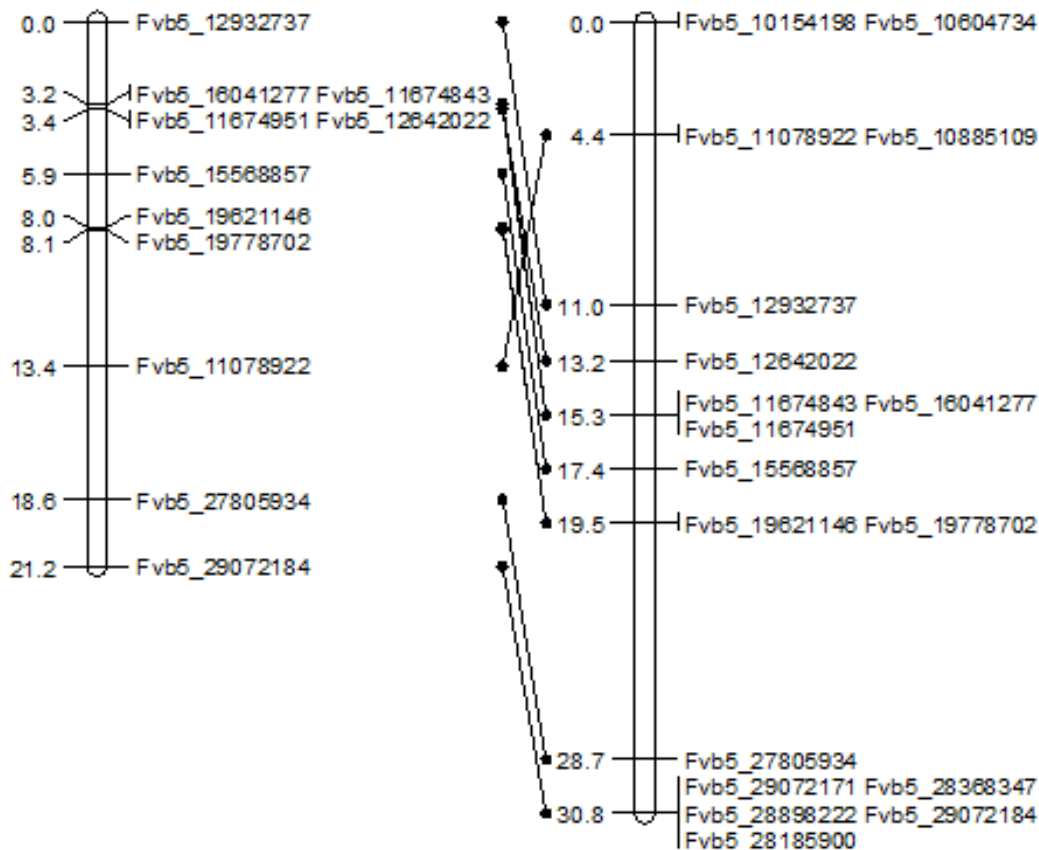 0.0 Fvb5_12932737
3.2 Fvb5_16041277 Fvb5_11674843
3.4 Fvb5_11674951 Fvb5_12642022
5.9 Fvb5_15568857
8.0 Fvb5_19621146
8.1 Fvb5_19778702
13.4 Fvb5_11078922
18.6 Fvb5_27805934
21.2 Fvb5_29072184
0.0 Fvb5_10154198 Fvb5_10604734
4.4 Fvb5_11078922 Fvb5_10885109
11.0 Fvb5_12932737
13.2 Fvb5_12642022
15.3 Fvb5_11674843 Fvb5_16041277
Fvb5_11674951
17.4 Fvb5_15568857
19.5 Fvb5_19621146 Fvb5_19778702
28.7 Fvb5_27805934
Fvb5_29072171 Fvb5_28368347
30.8 Fvb5_28898222 Fvb5_29072184
Fvb5_28185900